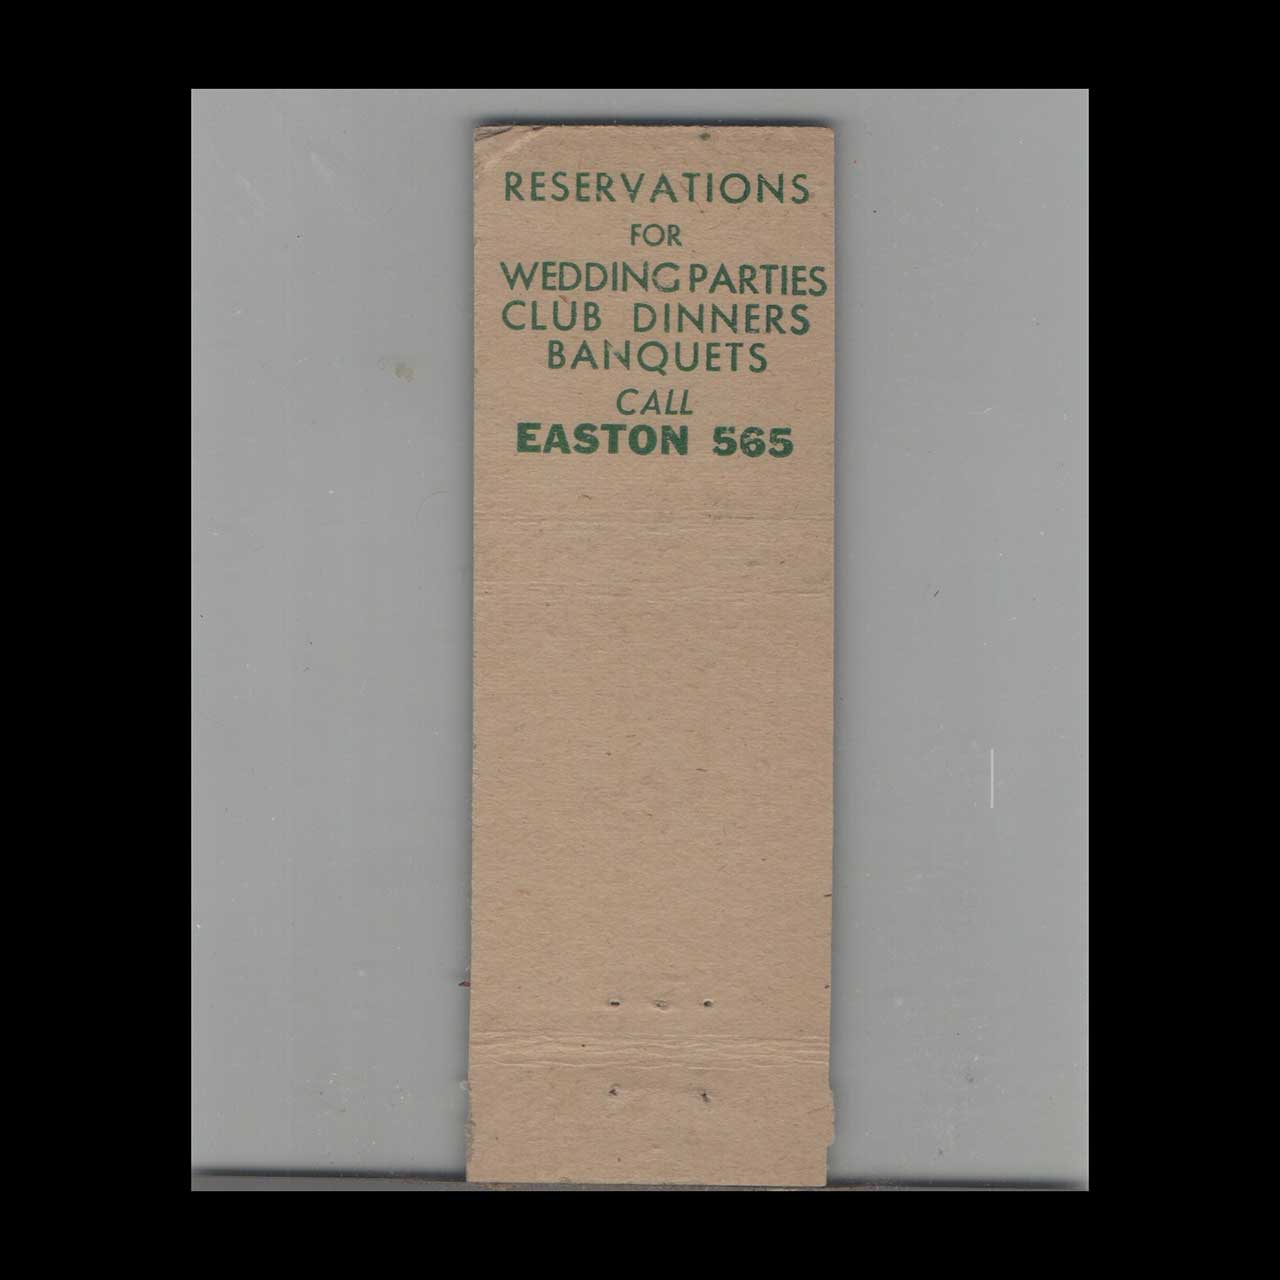 RESERVATIONS
FOR
WEDDING PARTIES
CLUB DINNERS
BANQUETS
CALL
EASTON 565